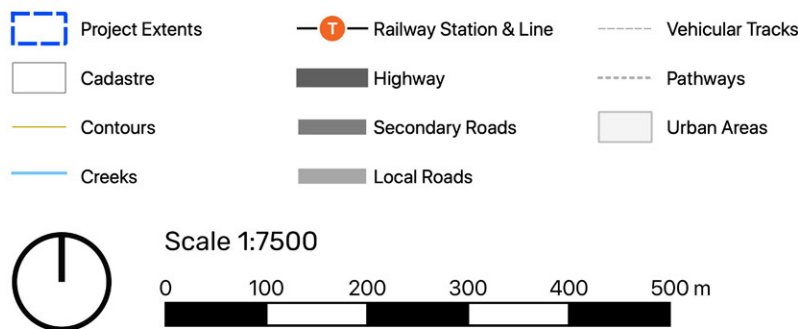 Project Extents
Cadastre
Contours
Creeks
T Railway Station & Line
Highway
Secondary Roads
Local Roads
Vehicular Tracks
Pathways
Urban Areas
Scale 1:7500
0 100 200 300 400 500 m